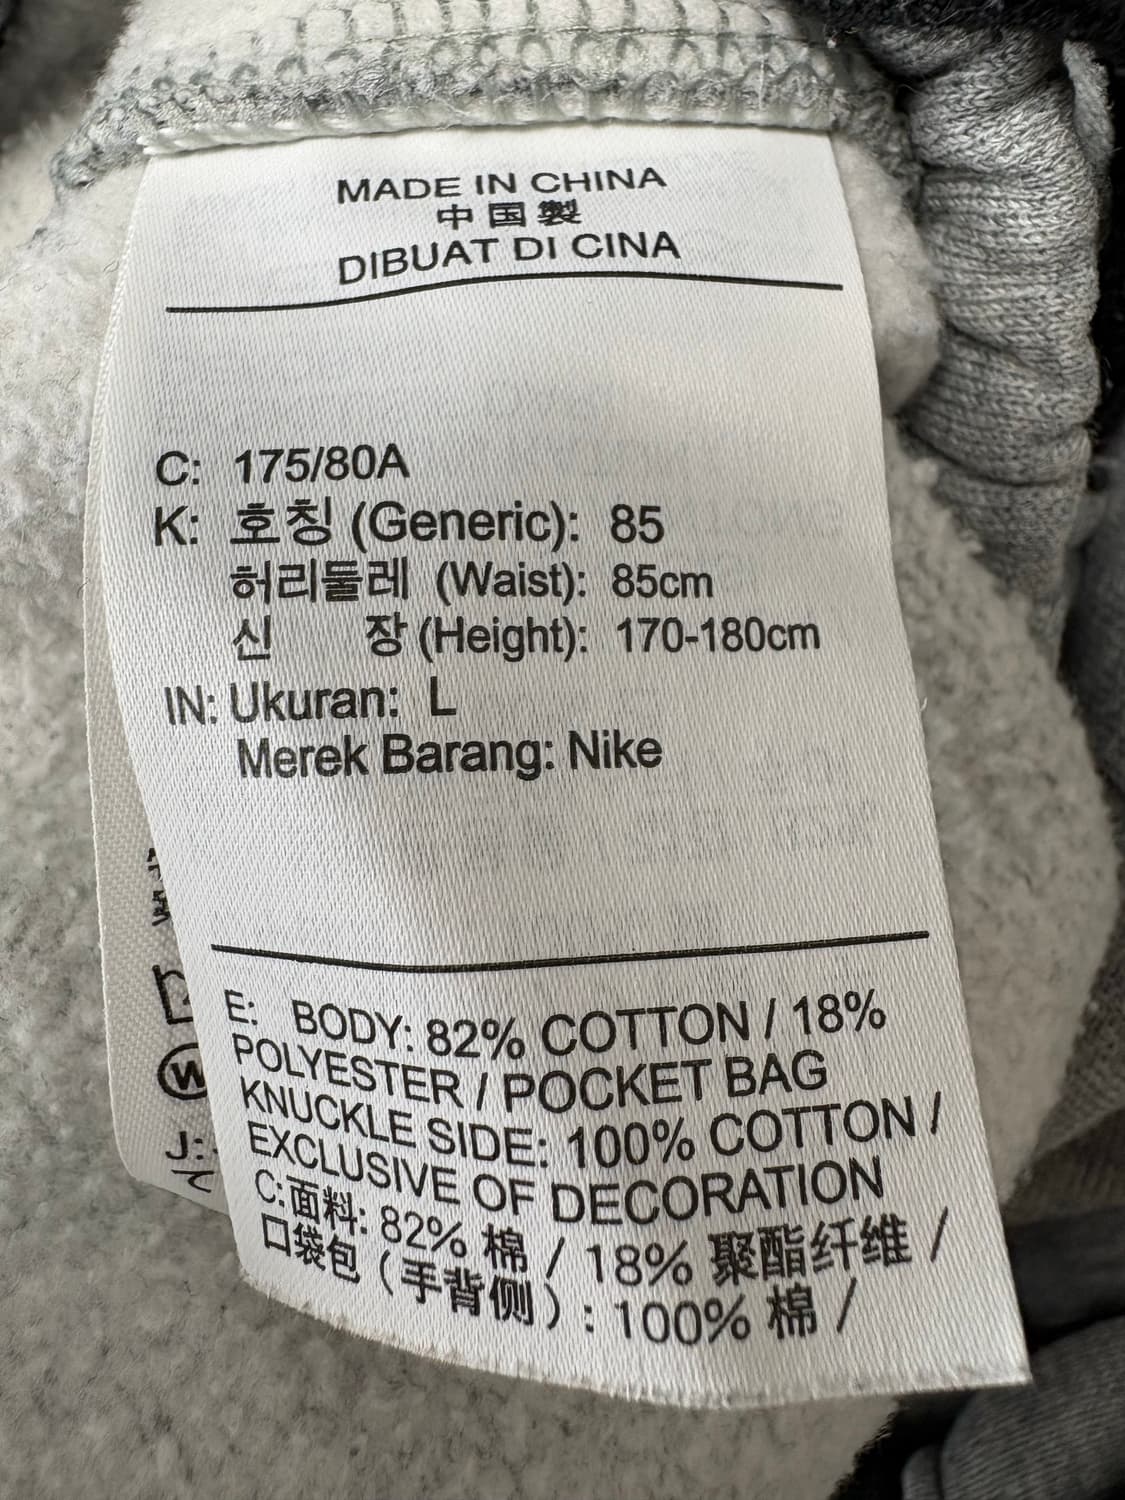 MADE IN CHINA
中国製
DIBUAT DI CINA
C: 175/80A
K: 호칭 (Generic): 85
허리둘레 (Waist): 85cm
신 장 (Height): 170-180cm
IN: Ukuran: L
Merek Barang: Nike
E: BODY: 82% COTTON / 18%
POLYESTER / POCKET BAG
KNUCKLE SIDE: 100% COTTON /
EXCLUSIVE OF DECORATION
C:面料: 82% 棉 / 18% 聚酯纤维 /
口袋包（手背侧）: 100% 棉 /
W
J:
て